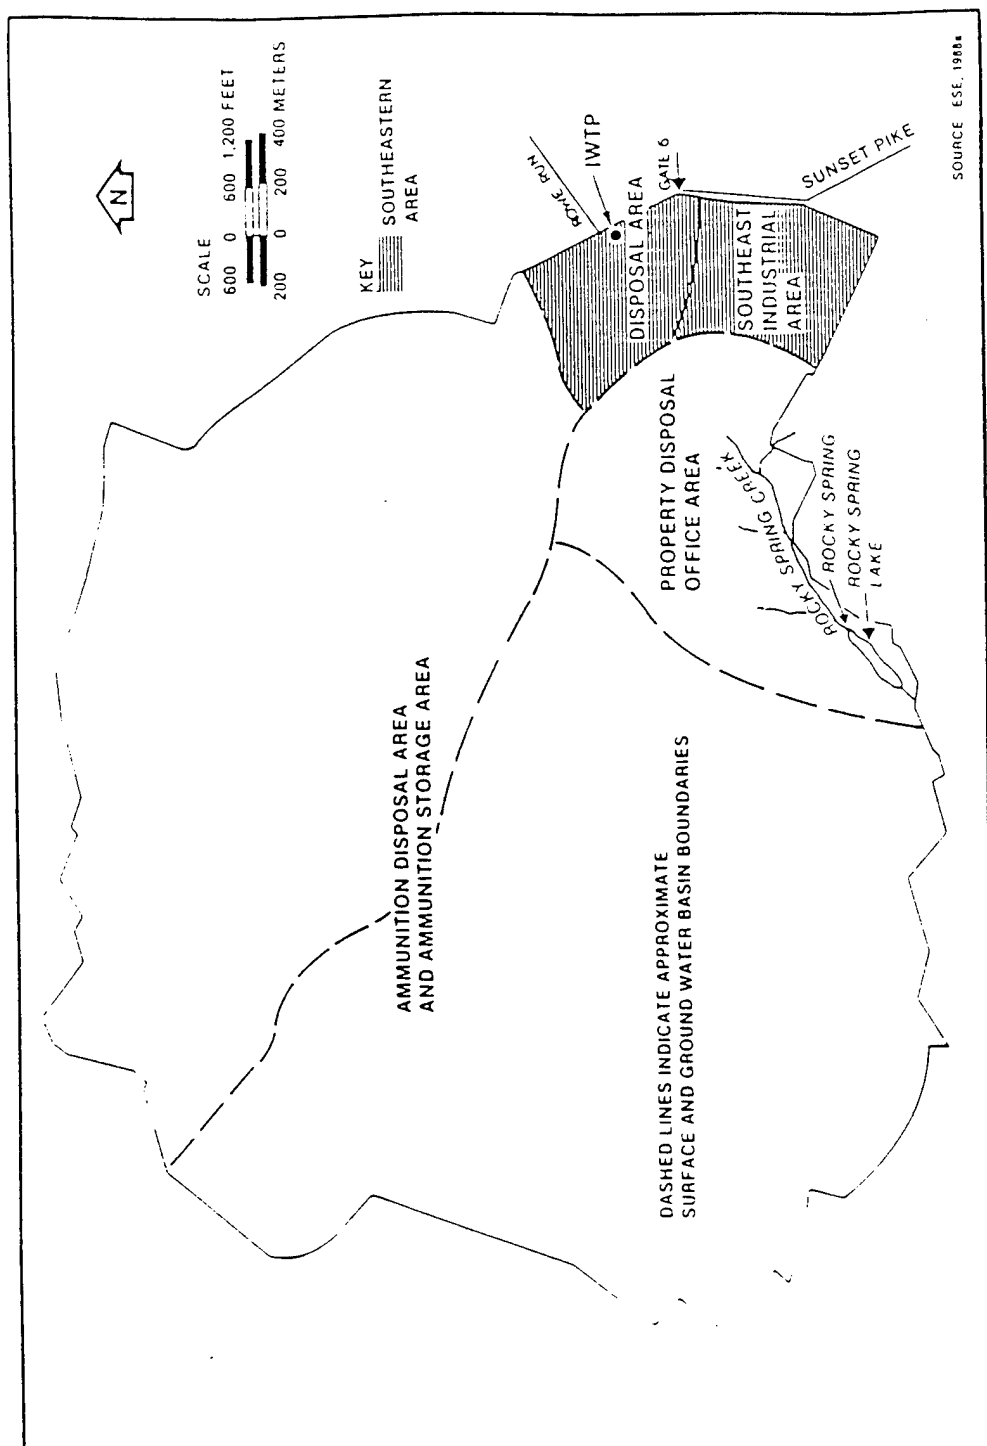 N
SCALE
600 0 600 1,200 FEET
200 0 200 400 METERS
KEY
SOUTHEASTERN
AREA
ROWE RUN
IWTP
DISPOSAL AREA
GATE 6
SOUTHEAST
INDUSTRIAL
AREA
SUNSET PIKE
AMMUNITION DISPOSAL AREA
AND AMMUNITION STORAGE AREA
PROPERTY DISPOSAL
OFFICE AREA
ROCKY SPRING CREEK
ROCKY SPRING
ROCKY SPRING
LAKE
DASHED LINES INDICATE APPROXIMATE
SURFACE AND GROUND WATER BASIN BOUNDARIES
SOURCE ESE, 1988a